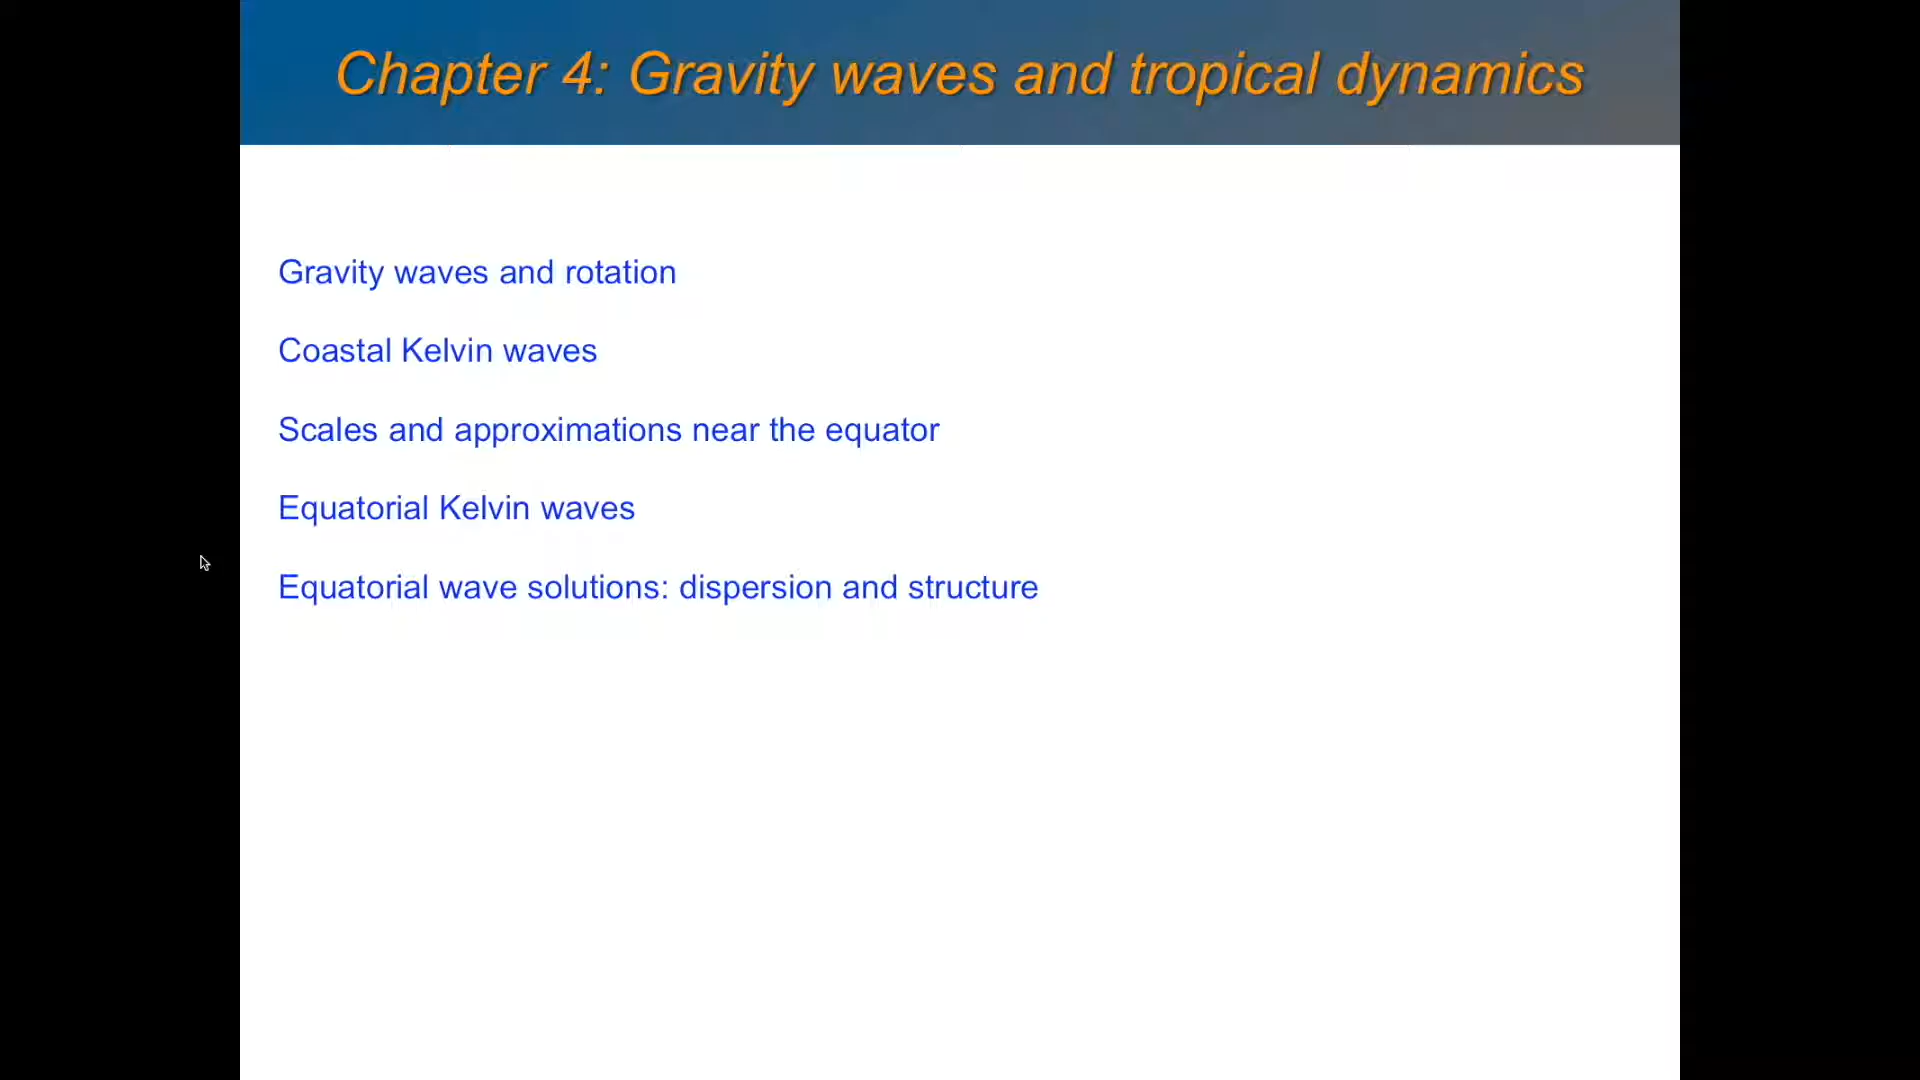 Chapter 4: Gravity waves and tropical dynamics
Gravity waves and rotation
Coastal Kelvin waves
Scales and approximations near the equator
Equatorial Kelvin waves
Equatorial wave solutions: dispersion and structure